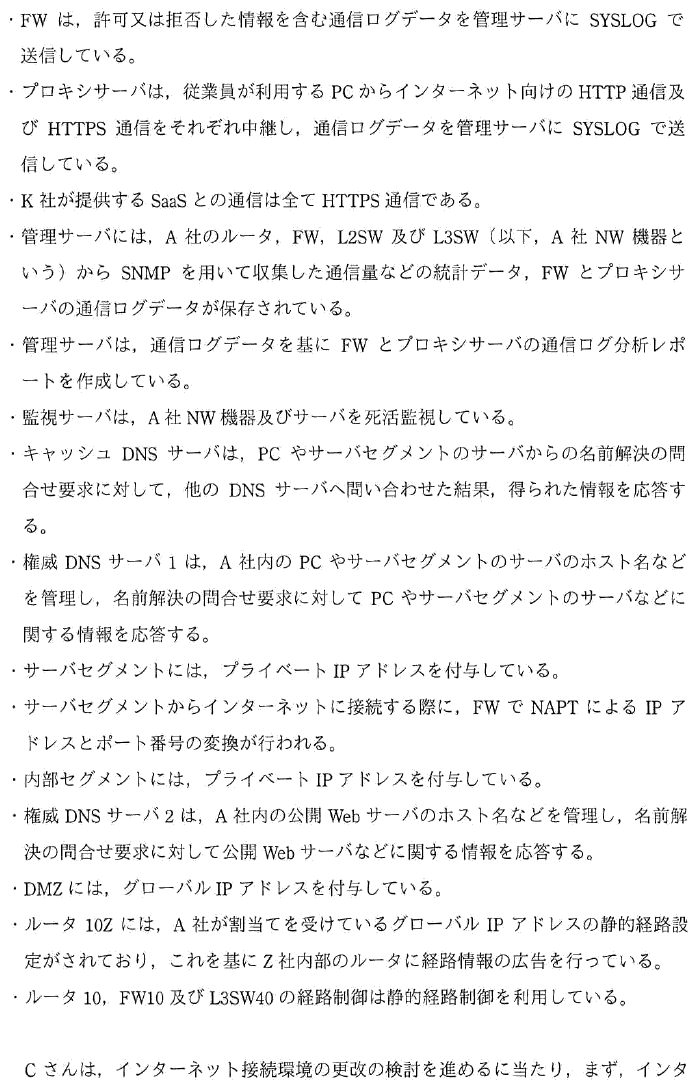 ・FW は，許可又は拒否した情報を含む通信ログデータを管理サーバに SYSLOG で
送信している。
・プロキシサーバは，従業員が利用する PC からインターネット向けの HTTP 通信及
び HTTPS 通信をそれぞれ中継し，通信ログデータを管理サーバに SYSLOG で送
信している。
・K 社が提供する SaaS との通信は全て HTTPS 通信である。
・管理サーバには，A 社のルータ，FW，L2SW 及び L3SW（以下，A 社 NW 機器と
いう）から SNMP を用いて収集した通信量などの統計データ，FW とプロキシサ
ーバの通信ログデータが保存されている。
・管理サーバは，通信ログデータを基に FW とプロキシサーバの通信ログ分析レポ
ートを作成している。
・監視サーバは，A 社 NW 機器及びサーバを死活監視している。
・キャッシュ DNS サーバは，PC やサーバセグメントのサーバからの名前解決の問
合せ要求に対して，他の DNS サーバへ問い合わせた結果，得られた情報を応答す
る。
・権威 DNS サーバ 1 は，A 社内の PC やサーバセグメントのサーバのホスト名など
を管理し，名前解決の問合せ要求に対して PC やサーバセグメントのサーバなどに
関する情報を応答する。
・サーバセグメントには，プライベート IP アドレスを付与している。
・サーバセグメントからインターネットに接続する際に，FW で NAPT による IP ア
ドレスとポート番号の変換が行われる。
・内部セグメントには，プライベート IP アドレスを付与している。
・権威 DNS サーバ 2 は，A 社内の公開 Web サーバのホスト名などを管理し，名前解
決の問合せ要求に対して公開 Web サーバなどに関する情報を応答する。
・DMZ には，グローバル IP アドレスを付与している。
・ルータ 10Z には，A 社が割当てを受けているグローバル IP アドレスの静的経路設
定がされており，これを基に Z 社内部のルータに経路情報の広告を行っている。
・ルータ 10，FW10 及び L3SW40 の経路制御は静的経路制御を利用している。
C さんは，インターネット接続環境の更改の検討を進めるに当たり，まず，インタ